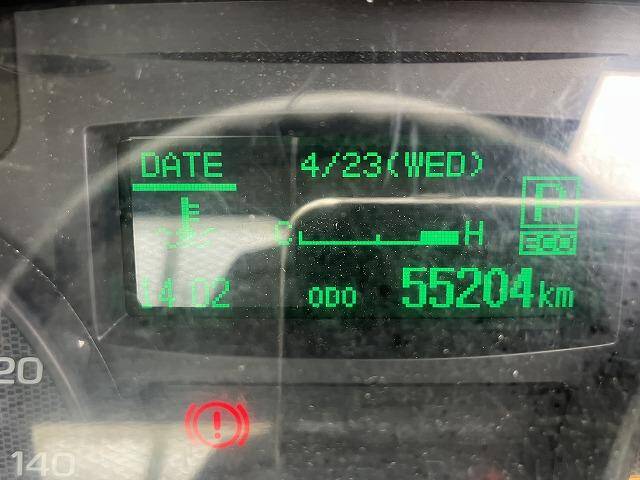 DATE 4/23(WED)
P
C H
ECO
14:02 ODO 55204km
20
140